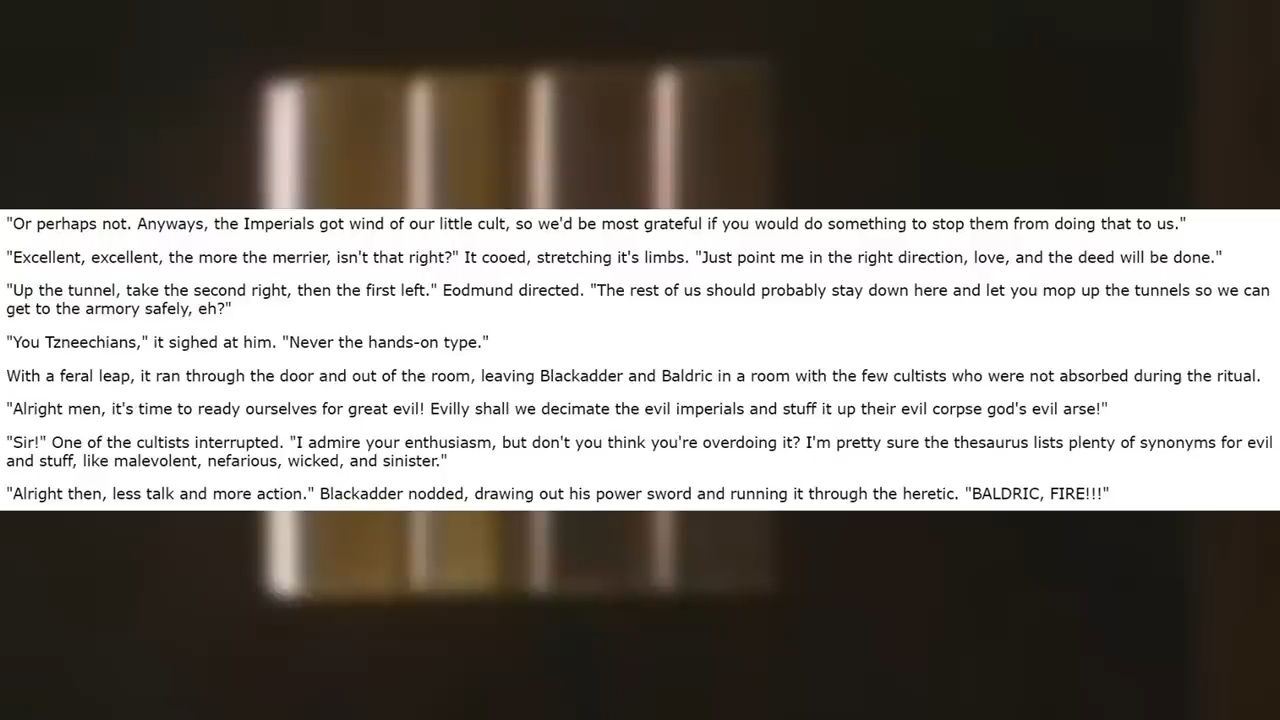 "Or perhaps not. Anyways, the Imperials got wind of our little cult, so we'd be most grateful if you would do something to stop them from doing that to us."
"Excellent, excellent, the more the merrier, isn't that right?" It cooed, stretching it's limbs. "Just point me in the right direction, love, and the deed will be done."
"Up the tunnel, take the second right, then the first left." Eodmund directed. "The rest of us should probably stay down here and let you mop up the tunnels so we can
get to the armory safely, eh?"
"You Tzneechians," it sighed at him. "Never the hands-on type."
With a feral leap, it ran through the door and out of the room, leaving Blackadder and Baldric in a room with the few cultists who were not absorbed during the ritual.
"Alright men, it's time to ready ourselves for great evil! Evilly shall we decimate the evil imperials and stuff it up their evil corpse god's evil arse!"
"Sir!" One of the cultists interrupted. "I admire your enthusiasm, but don't you think you're overdoing it? I'm pretty sure the thesaurus lists plenty of synonyms for evil
and stuff, like malevolent, nefarious, wicked, and sinister."
"Alright then, less talk and more action." Blackadder nodded, drawing out his power sword and running it through the heretic. "BALDRIC, FIRE!!!"